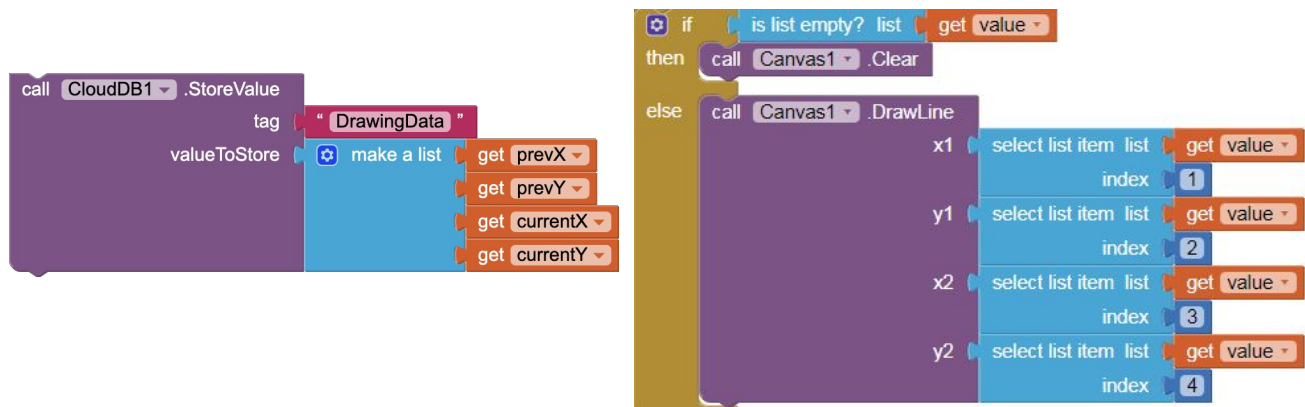 call CloudDB1 .StoreValue
tag " DrawingData "
valueToStore make a list get prevX
get prevY
get currentX
get currentY
if is list empty? list get value
then call Canvas1 .Clear
else call Canvas1 .DrawLine
x1 select list item list get value
index 1
y1 select list item list get value
index 2
x2 select list item list get value
index 3
y2 select list item list get value
index 4